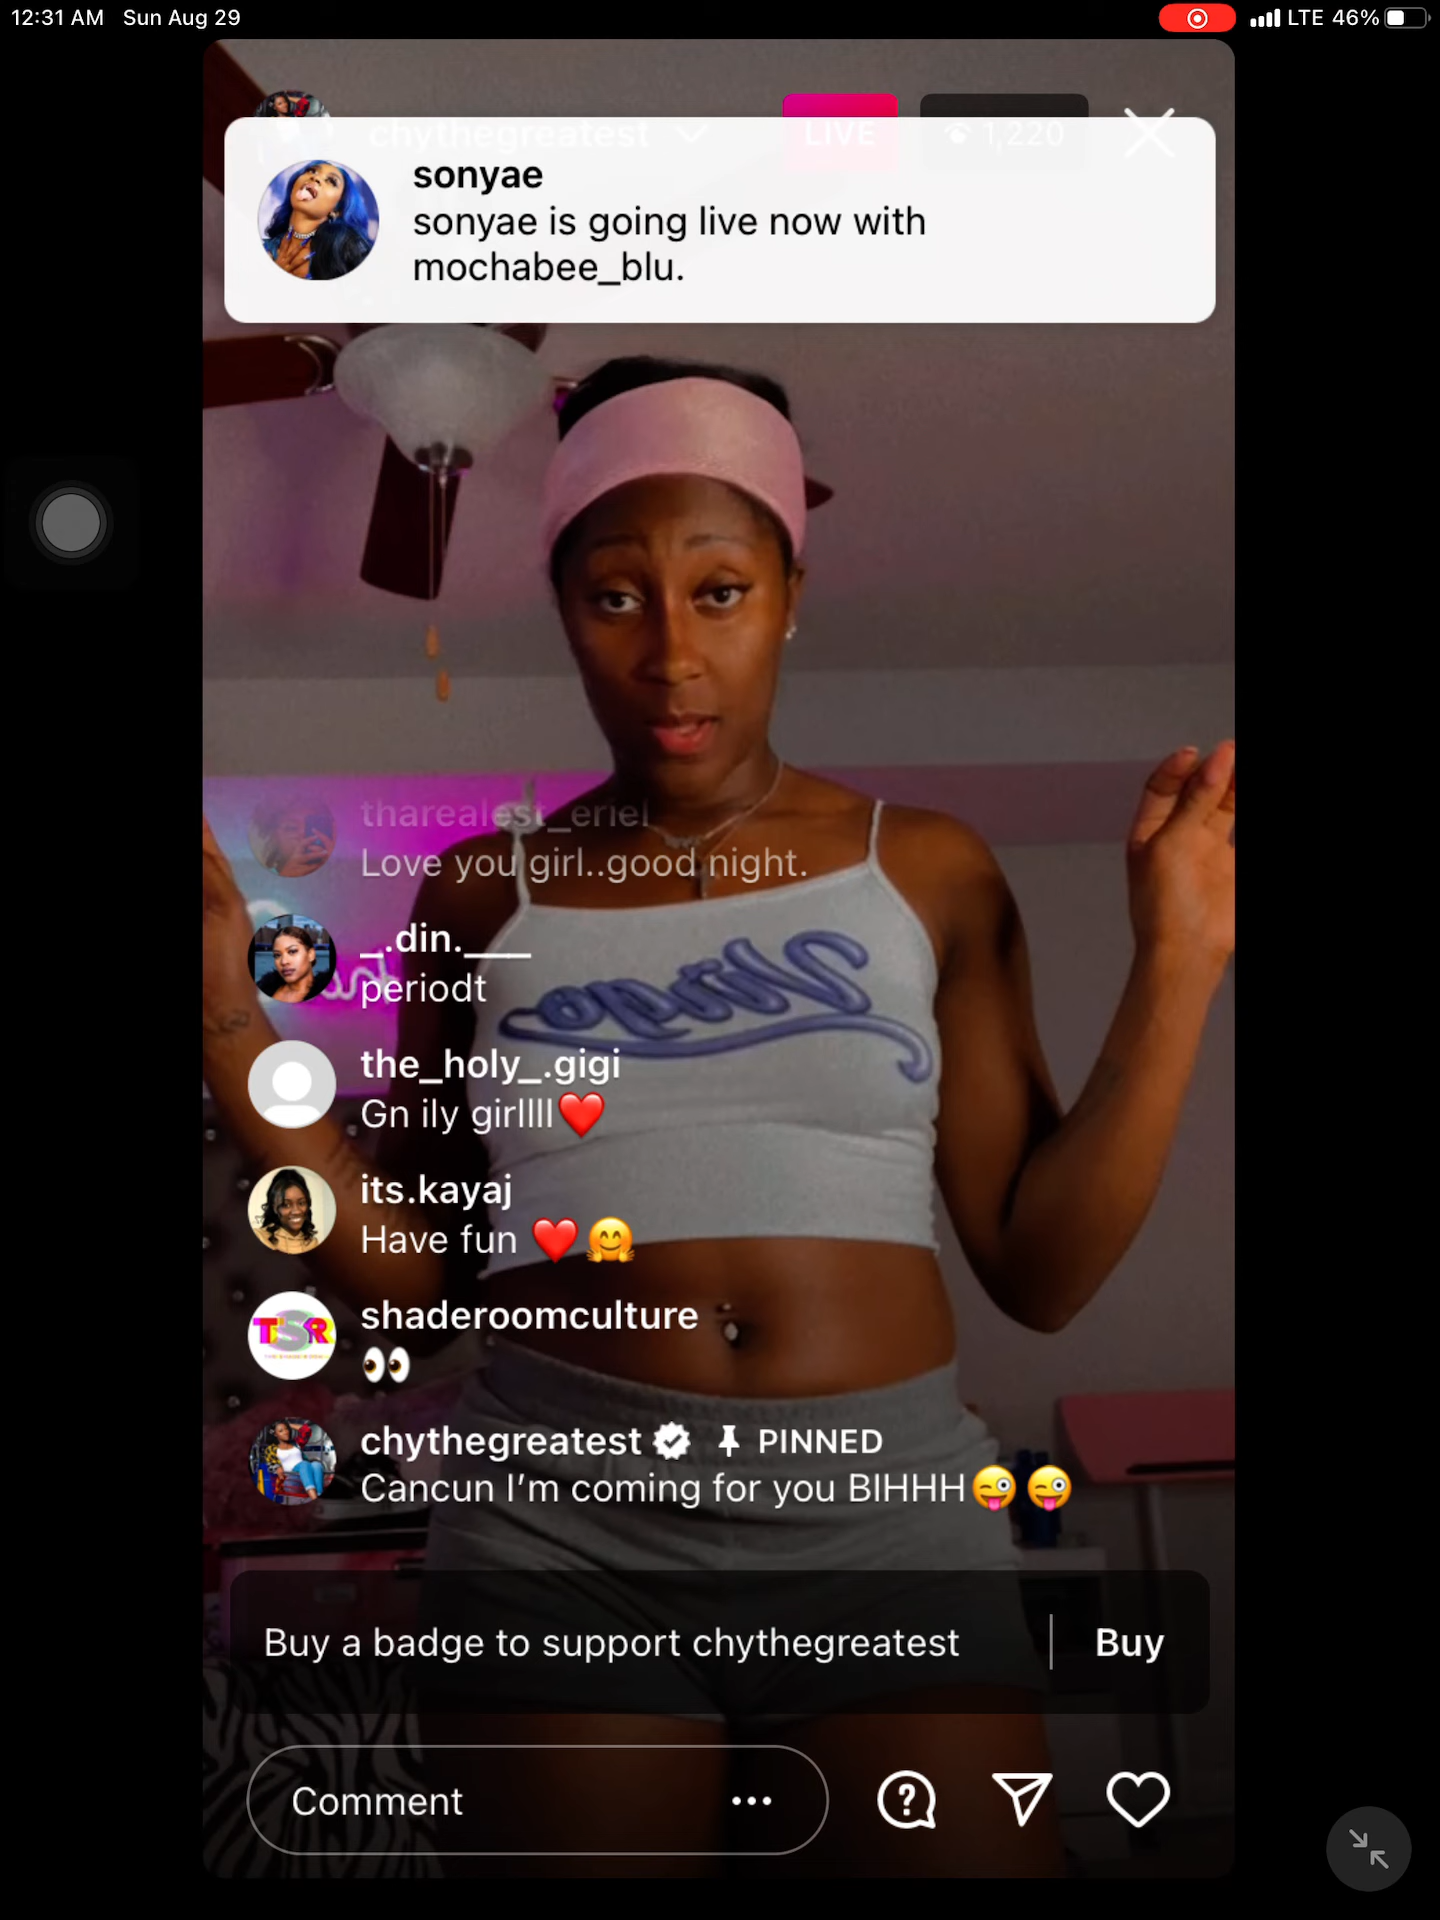 12:31 AM Sun Aug 29
LTE 46%
chythegreatest
LIVE
1,220
sonyae
sonyae is going live now with
mochabee_blu.
tharealest_eriel
Love you girl..good night.
_.din.___
periodt
the_holy_.gigi
Gn ily girllll❤️
its.kayaj
Have fun ❤️🤗
shaderoomculture
👀
TSR
chythegreatest PINNED
Cancun I’m coming for you BIHHH😜😜
Buy a badge to support chythegreatest
Buy
Comment